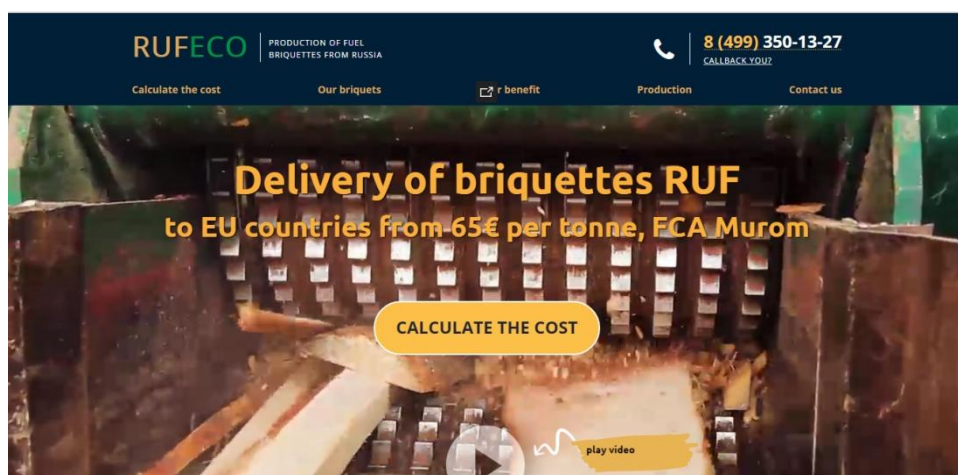 RUFECO
PRODUCTION OF FUEL
BRIQUETTES FROM RUSSIA
8 (499) 350-13-27
CALLBACK YOU?
Calculate the cost
Our briquets
r benefit
Production
Contact us
Delivery of briquettes RUF
to EU countries from 65€ per tonne, FCA Murom
CALCULATE THE COST
play video